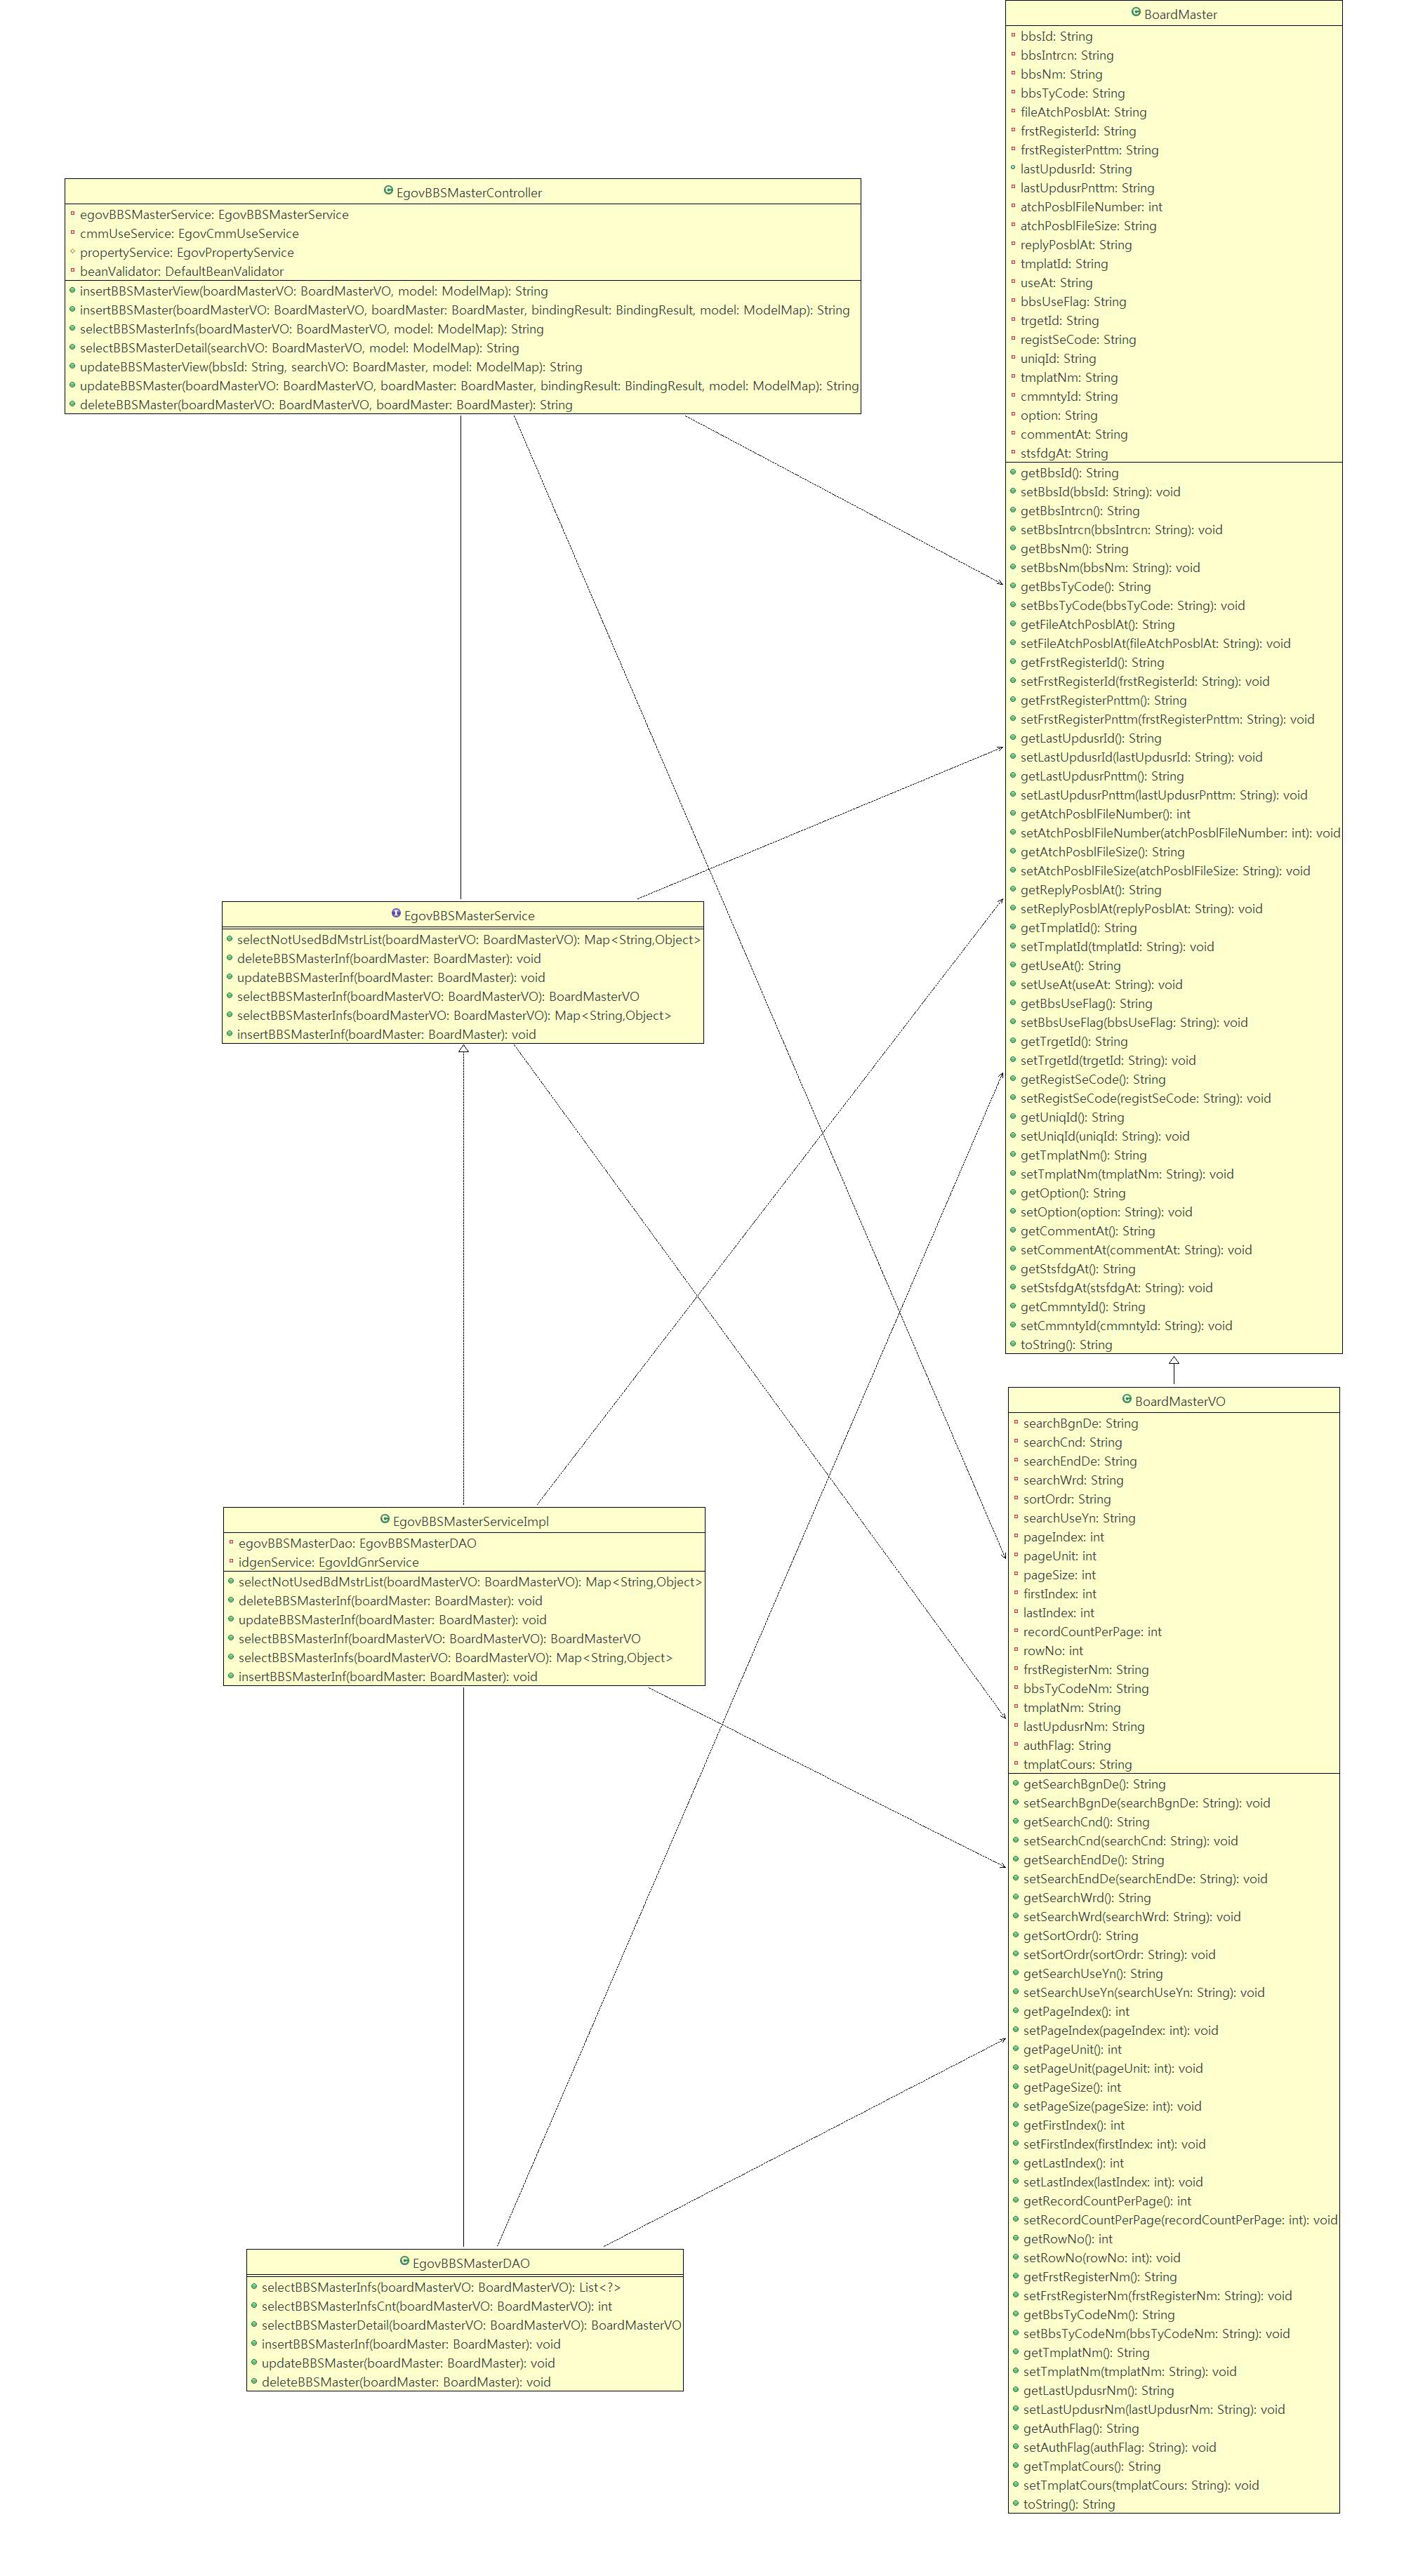 BoardMaster
bbsId: String
bbsIntrcn: String
bbsNm: String
bbsTyCode: String
fileAtchPosblAt: String
frstRegisterId: String
frstRegisterPnttm: String
lastUpdusrId: String
lastUpdusrPnttm: String
atchPosblFileNumber: int
atchPosblFileSize: String
replyPosblAt: String
tmplatId: String
useAt: String
bbsUseFlag: String
trgetId: String
registSeCode: String
uniqId: String
tmplatNm: String
cmmntyId: String
option: String
commentAt: String
stsfdgAt: String
getBbsId(): String
setBbsId(bbsId: String): void
getBbsIntrcn(): String
setBbsIntrcn(bbsIntrcn: String): void
getBbsNm(): String
setBbsNm(bbsNm: String): void
getBbsTyCode(): String
setBbsTyCode(bbsTyCode: String): void
getFileAtchPosblAt(): String
setFileAtchPosblAt(fileAtchPosblAt: String): void
getFrstRegisterId(): String
setFrstRegisterId(frstRegisterId: String): void
getFrstRegisterPnttm(): String
setFrstRegisterPnttm(frstRegisterPnttm: String): void
getLastUpdusrId(): String
setLastUpdusrId(lastUpdusrId: String): void
getLastUpdusrPnttm(): String
setLastUpdusrPnttm(lastUpdusrPnttm: String): void
getAtchPosblFileNumber(): int
setAtchPosblFileNumber(atchPosblFileNumber: int): void
getAtchPosblFileSize(): String
setAtchPosblFileSize(atchPosblFileSize: String): void
getReplyPosblAt(): String
setReplyPosblAt(replyPosblAt: String): void
getTmplatId(): String
setTmplatId(tmplatId: String): void
getUseAt(): String
setUseAt(useAt: String): void
getBbsUseFlag(): String
setBbsUseFlag(bbsUseFlag: String): void
getTrgetId(): String
setTrgetId(trgetId: String): void
getRegistSeCode(): String
setRegistSeCode(registSeCode: String): void
getUniqId(): String
setUniqId(uniqId: String): void
getTmplatNm(): String
setTmplatNm(tmplatNm: String): void
getOption(): String
setOption(option: String): void
getCommentAt(): String
setCommentAt(commentAt: String): void
getStsfdgAt(): String
setStsfdgAt(stsfdgAt: String): void
getCmmntyId(): String
setCmmntyId(cmmntyId: String): void
toString(): String
EgovBBSMasterController
egovBBSMasterService: EgovBBSMasterService
cmmUseService: EgovCmmUseService
propertyService: EgovPropertyService
beanValidator: DefaultBeanValidator
insertBBSMasterView(boardMasterVO: BoardMasterVO, model: ModelMap): String
insertBBSMaster(boardMasterVO: BoardMasterVO, boardMaster: BoardMaster, bindingResult: BindingResult, model: ModelMap): String
selectBBSMasterInfs(boardMasterVO: BoardMasterVO, model: ModelMap): String
selectBBSMasterDetail(searchVO: BoardMasterVO, model: ModelMap): String
updateBBSMasterView(bbsId: String, searchVO: BoardMaster, model: ModelMap): String
updateBBSMaster(boardMasterVO: BoardMasterVO, boardMaster: BoardMaster, bindingResult: BindingResult, model: ModelMap): String
deleteBBSMaster(boardMasterVO: BoardMasterVO, boardMaster: BoardMaster): String
EgovBBSMasterService
selectNotUsedBdMstrList(boardMasterVO: BoardMasterVO): Map<String,Object>
deleteBBSMasterInf(boardMaster: BoardMaster): void
updateBBSMasterInf(boardMaster: BoardMaster): void
selectBBSMasterInf(boardMasterVO: BoardMasterVO): BoardMasterVO
selectBBSMasterInfs(boardMasterVO: BoardMasterVO): Map<String,Object>
insertBBSMasterInf(boardMaster: BoardMaster): void
BoardMasterVO
searchBgnDe: String
searchCnd: String
searchEndDe: String
searchWrd: String
sortOrdr: String
searchUseYn: String
pageIndex: int
pageUnit: int
pageSize: int
firstIndex: int
lastIndex: int
recordCountPerPage: int
rowNo: int
frstRegisterNm: String
bbsTyCodeNm: String
tmplatNm: String
lastUpdusrNm: String
authFlag: String
tmplatCours: String
getSearchBgnDe(): String
setSearchBgnDe(searchBgnDe: String): void
getSearchCnd(): String
setSearchCnd(searchCnd: String): void
getSearchEndDe(): String
setSearchEndDe(searchEndDe: String): void
getSearchWrd(): String
setSearchWrd(searchWrd: String): void
getSortOrdr(): String
setSortOrdr(sortOrdr: String): void
getSearchUseYn(): String
setSearchUseYn(searchUseYn: String): void
getPageIndex(): int
setPageIndex(pageIndex: int): void
getPageUnit(): int
setPageUnit(pageUnit: int): void
getPageSize(): int
setPageSize(pageSize: int): void
getFirstIndex(): int
setFirstIndex(firstIndex: int): void
getLastIndex(): int
setLastIndex(lastIndex: int): void
getRecordCountPerPage(): int
setRecordCountPerPage(recordCountPerPage: int): void
getRowNo(): int
setRowNo(rowNo: int): void
getFrstRegisterNm(): String
setFrstRegisterNm(frstRegisterNm: String): void
getBbsTyCodeNm(): String
setBbsTyCodeNm(bbsTyCodeNm: String): void
getTmplatNm(): String
setTmplatNm(tmplatNm: String): void
getLastUpdusrNm(): String
setLastUpdusrNm(lastUpdusrNm: String): void
getAuthFlag(): String
setAuthFlag(authFlag: String): void
getTmplatCours(): String
setTmplatCours(tmplatCours: String): void
toString(): String
EgovBBSMasterServiceImpl
egovBBSMasterDao: EgovBBSMasterDAO
idgenService: EgovIdGnrService
selectNotUsedBdMstrList(boardMasterVO: BoardMasterVO): Map<String,Object>
deleteBBSMasterInf(boardMaster: BoardMaster): void
updateBBSMasterInf(boardMaster: BoardMaster): void
selectBBSMasterInf(boardMasterVO: BoardMasterVO): BoardMasterVO
selectBBSMasterInfs(boardMasterVO: BoardMasterVO): Map<String,Object>
insertBBSMasterInf(boardMaster: BoardMaster): void
EgovBBSMasterDAO
selectBBSMasterInfs(boardMasterVO: BoardMasterVO): List<?>
selectBBSMasterInfsCnt(boardMasterVO: BoardMasterVO): int
selectBBSMasterDetail(boardMasterVO: BoardMasterVO): BoardMasterVO
insertBBSMasterInf(boardMaster: BoardMaster): void
updateBBSMaster(boardMaster: BoardMaster): void
deleteBBSMaster(boardMaster: BoardMaster): void